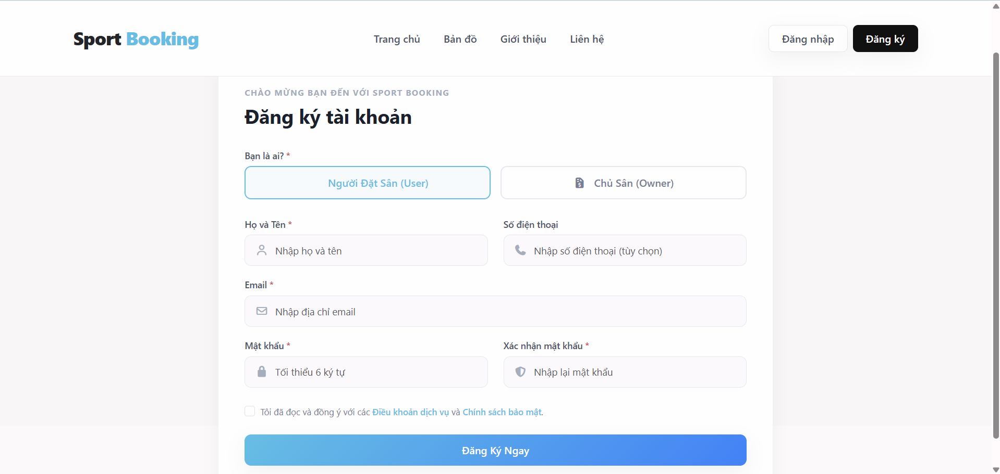 Sport Booking
Trang chủ
Bản đồ
Giới thiệu
Liên hệ
Đăng nhập
Đăng ký
CHÀO MỪNG BẠN ĐẾN VỚI SPORT BOOKING
Đăng ký tài khoản
Bạn là ai? *
Người Đặt Sân (User)
Chủ Sân (Owner)
Họ và Tên *
Số điện thoại
Nhập họ và tên
Nhập số điện thoại (tùy chọn)
Email *
Nhập địa chỉ email
Mật khẩu *
Xác nhận mật khẩu *
Tối thiểu 6 ký tự
Nhập lại mật khẩu
Tôi đã đọc và đồng ý với các Điều khoản dịch vụ và Chính sách bảo mật.
Đăng Ký Ngay